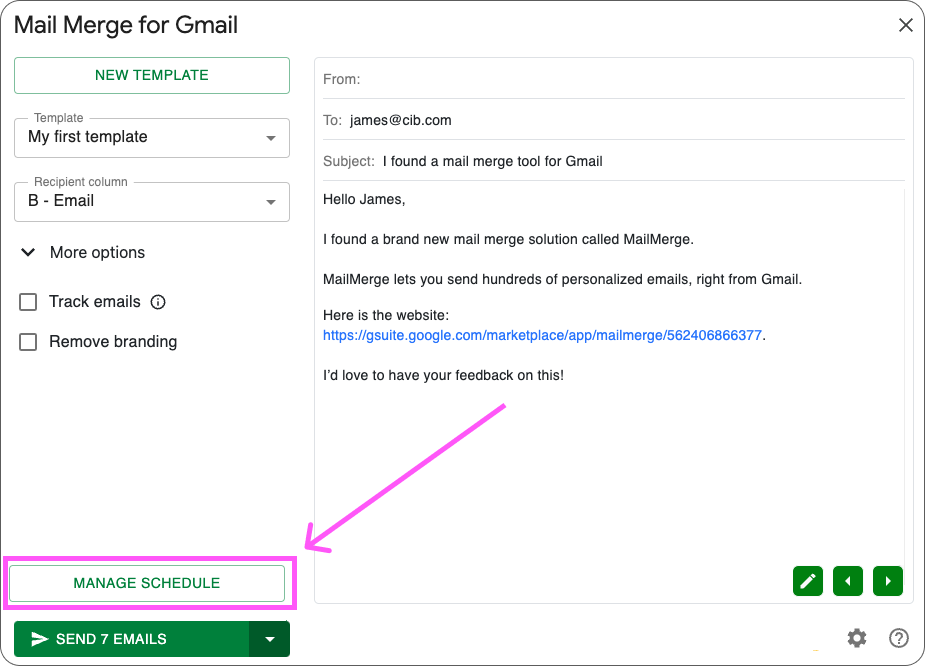 Mail Merge for Gmail
NEW TEMPLATE
Template
My first template
Recipient column
B - Email
More options
Track emails
Remove branding
MANAGE SCHEDULE
SEND 7 EMAILS
From:
To: james@cib.com
Subject: I found a mail merge tool for Gmail
Hello James,
I found a brand new mail merge solution called MailMerge.
MailMerge lets you send hundreds of personalized emails, right from Gmail.
Here is the website:
https://gsuite.google.com/marketplace/app/mailmerge/562406866377.
I’d love to have your feedback on this!